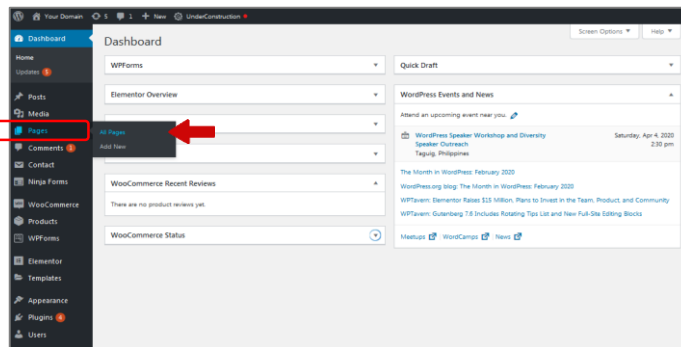 Your Domain 5 1 + New UnderConstruction
Screen Options ▼ Help ▼
Dashboard
Dashboard
Home
Updates 5
Posts
Media
Pages
All Pages
Add New
Comments 1
Contact
Ninja Forms
WooCommerce
Products
WPForms
Elementor
Templates
Appearance
Plugins 4
Users
WPForms
Elementor Overview
WooCommerce Recent Reviews
There are no product reviews yet.
WooCommerce Status
Quick Draft
WordPress Events and News
Attend an upcoming event near you.
WordPress Speaker Workshop and Diversity
Speaker Outreach
Taguig, Philippines
Saturday, Apr 4, 2020
2:30 pm
The Month in WordPress: February 2020
WordPress.org blog: The Month in WordPress: February 2020
WPTavern: Elementor Raises $15 Million, Plans to Invest in the Team, Product, and Community
WPTavern: Gutenberg 7.8 Includes Rotating Tips List and New Full-Site Editing Blocks
Meetups WordCamps News